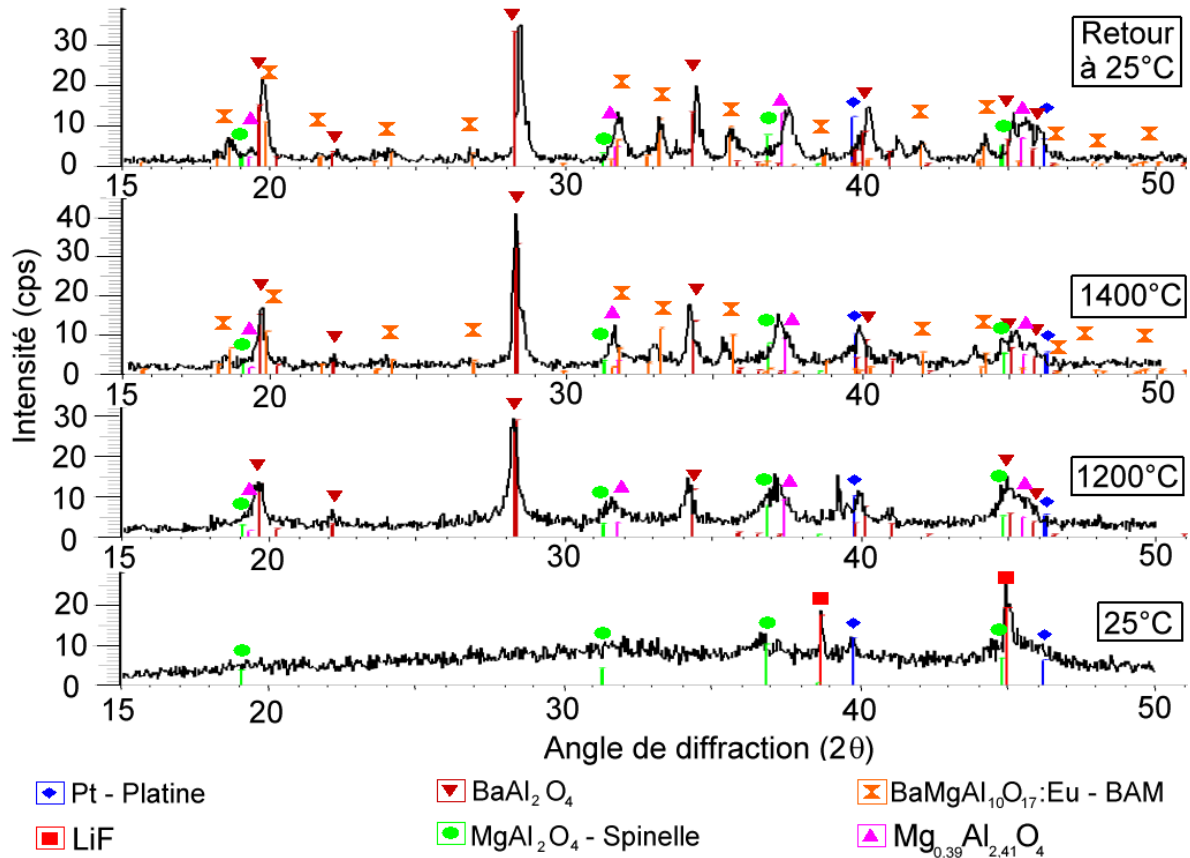 Intensité (cps)
30
20
10
0
Retour
à 25°C
15 20 30 40 50
40
30
20
10
0
1400°C
15 20 30 40 50
30
20
10
0
1200°C
15 20 30 40 50
20
10
0
25°C
15 20 30 40 50
Angle de diffraction (2θ)
Pt - Platine
BaAl₂O₄
BaMgAl₁₀O₁₇:Eu - BAM
LiF
MgAl₂O₄ - Spinelle
Mg₀.₃₉Al₂,₄₁O₄